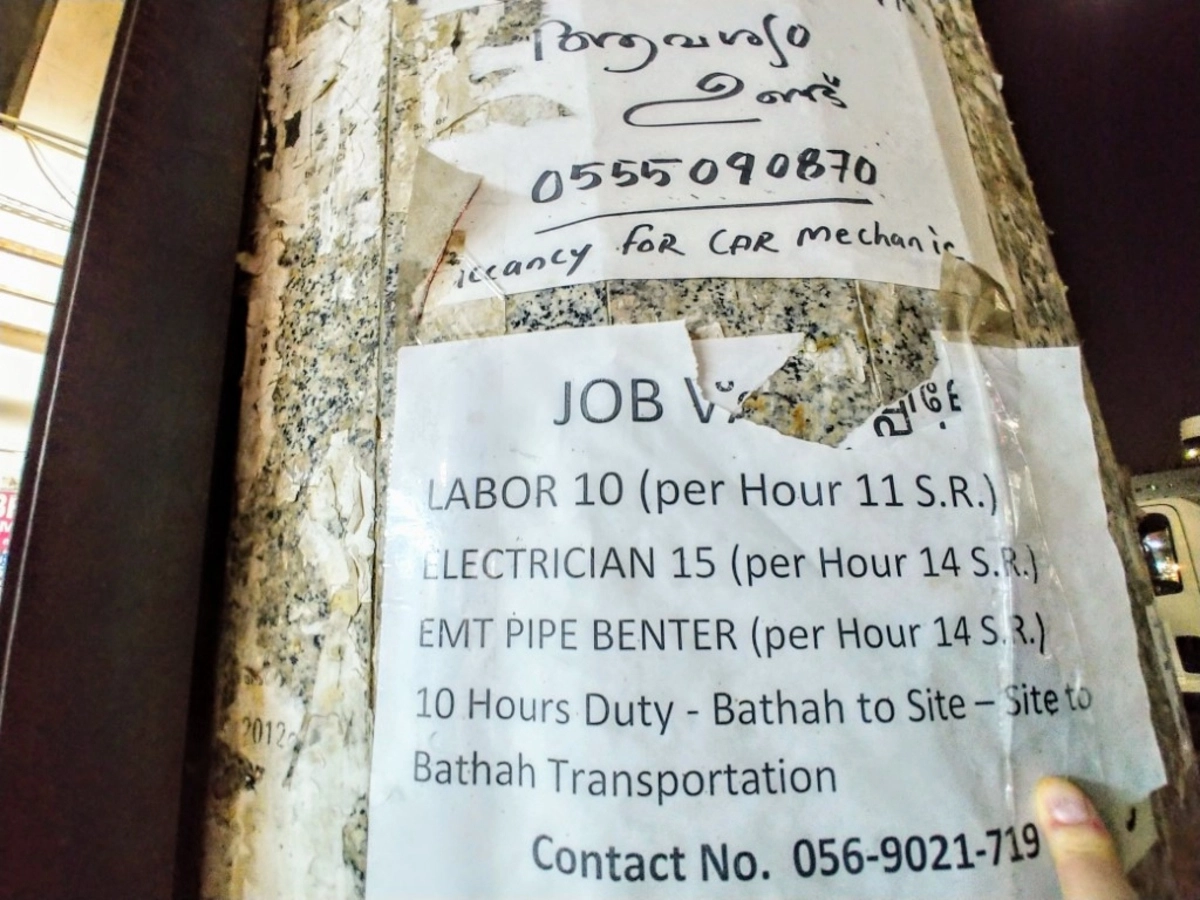 ആവശ്യം
ഉണ്ട്
0555090870
ccancy foR CAR mechanic
JOB
LABOR 10 (per Hour 11 S.R.)
ELECTRICIAN 15 (per Hour 14 S.R.)
EMT PIPE BENTER (per Hour 14 S.R.)
10 Hours Duty - Bathah to Site – Site to
Bathah Transportation
Contact No. 056-9021-719
2012